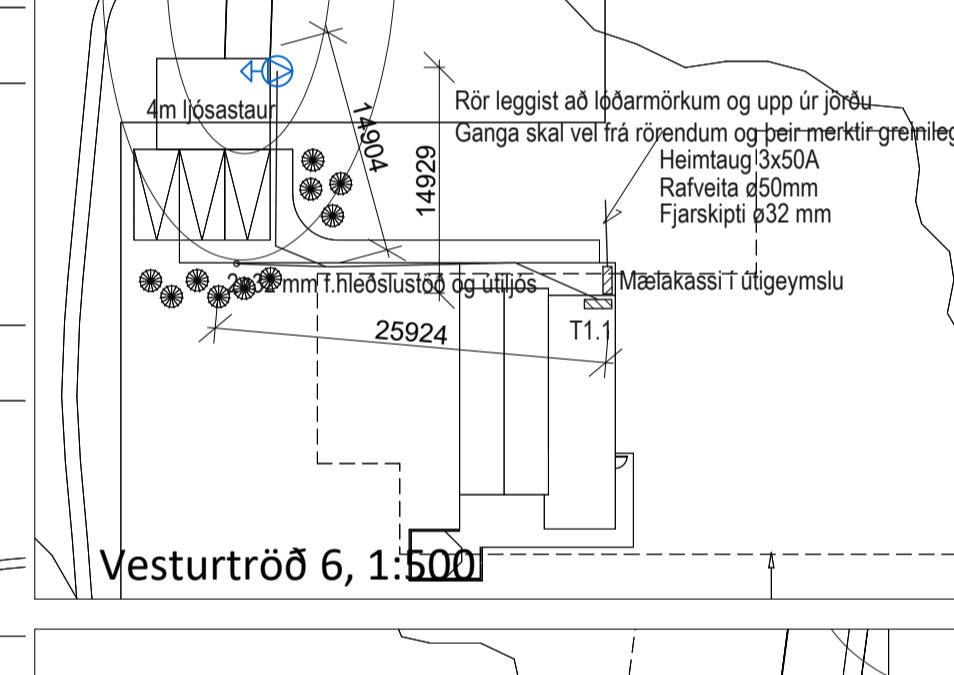 4m ljósastaur
14904
14929
Rör leggist að lóðarmörkum og upp úr jörðu
Ganga skal vel frá rörendum og þeir merktir greinileg
Heimtaug 3x50A
Rafveita ø50mm
Fjarskipti ø32 mm
mm f.hleðslustöð og útiljós
Mælakassi í útigeymslu
25924
T1.1
Vesturtröð 6, 1:500